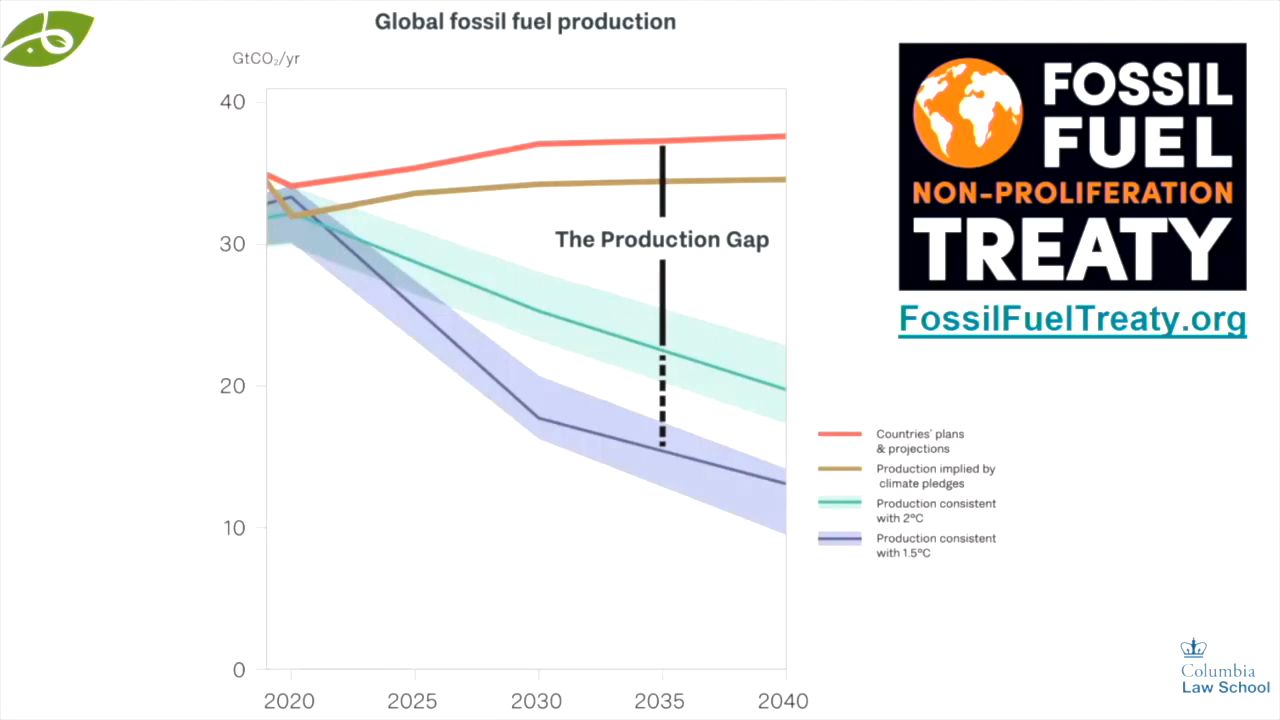 Global fossil fuel production
GtCO₂/yr
40
30
20
10
0
2020 2025 2030 2035 2040
The Production Gap
FOSSIL
FUEL
NON-PROLIFERATION
TREATY
FossilFuelTreaty.org
Countries' plans
& projections
Production implied by
climate pledges
Production consistent
with 2°C
Production consistent
with 1.5°C
Columbia
Law School